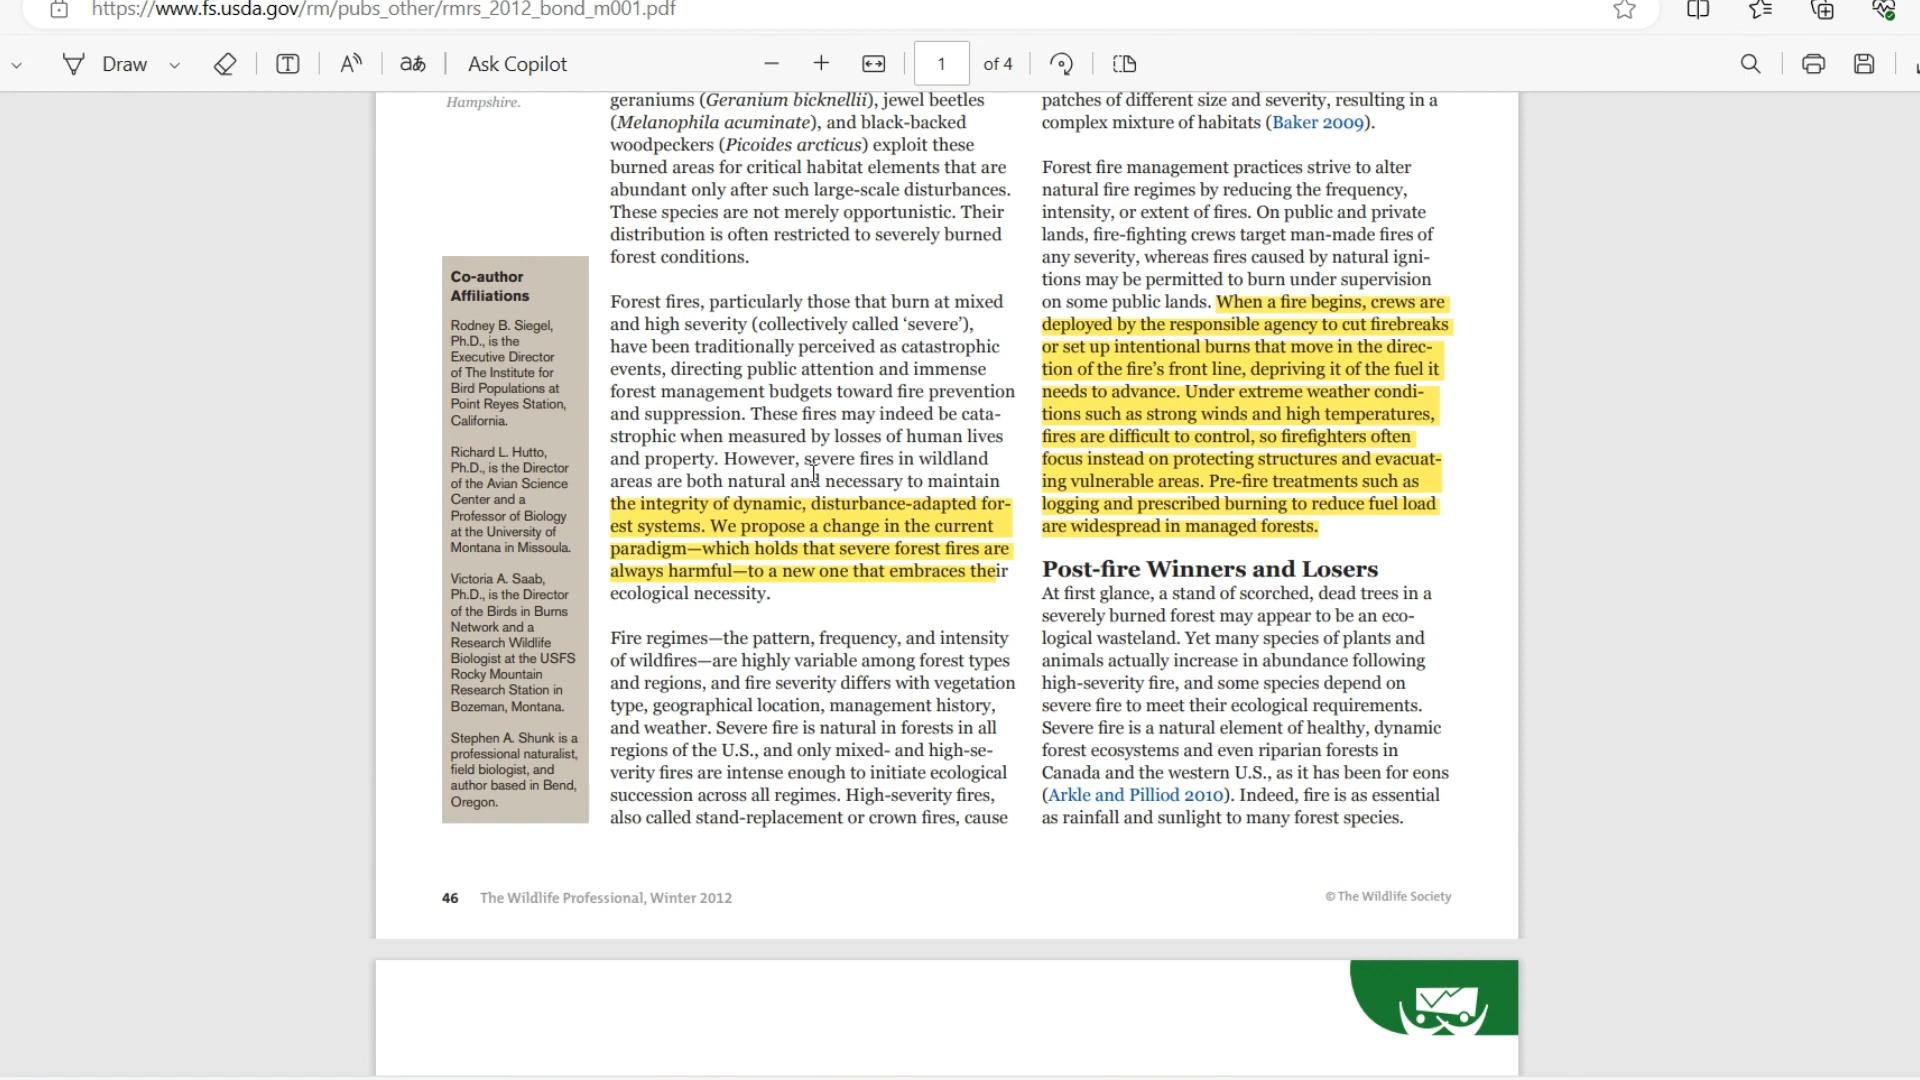 https://www.fs.usda.gov/rm/pubs_other/rmrs_2012_bond_m001.pdf
Draw
T
A
aあ
Ask Copilot
1
of 4
Hampshire.
Co-author
Affiliations
Rodney B. Siegel,
Ph.D., is the
Executive Director
of The Institute for
Bird Populations at
Point Reyes Station,
California.
Richard L. Hutto,
Ph.D., is the Director
of the Avian Science
Center and a
Professor of Biology
at the University of
Montana in Missoula.
Victoria A. Saab,
Ph.D., is the Director
of the Birds in Burns
Network and a
Research Wildlife
Biologist at the USFS
Rocky Mountain
Research Station in
Bozeman, Montana.
Stephen A. Shunk is a
professional naturalist,
field biologist, and
author based in Bend,
Oregon.
geraniums (Geranium bicknellii), jewel beetles
(Melanophila acuminate), and black-backed
woodpeckers (Picoides arcticus) exploit these
burned areas for critical habitat elements that are
abundant only after such large-scale disturbances.
These species are not merely opportunistic. Their
distribution is often restricted to severely burned
forest conditions.
Forest fires, particularly those that burn at mixed
and high severity (collectively called ‘severe’),
have been traditionally perceived as catastrophic
events, directing public attention and immense
forest management budgets toward fire prevention
and suppression. These fires may indeed be cata-
strophic when measured by losses of human lives
and property. However, severe fires in wildland
areas are both natural and necessary to maintain
the integrity of dynamic, disturbance-adapted for-
est systems. We propose a change in the current
paradigm—which holds that severe forest fires are
always harmful—to a new one that embraces their
ecological necessity.
Fire regimes—the pattern, frequency, and intensity
of wildfires—are highly variable among forest types
and regions, and fire severity differs with vegetation
type, geographical location, management history,
and weather. Severe fire is natural in forests in all
regions of the U.S., and only mixed- and high-se-
verity fires are intense enough to initiate ecological
succession across all regimes. High-severity fires,
also called stand-replacement or crown fires, cause
patches of different size and severity, resulting in a
complex mixture of habitats (Baker 2009).
Forest fire management practices strive to alter
natural fire regimes by reducing the frequency,
intensity, or extent of fires. On public and private
lands, fire-fighting crews target man-made fires of
any severity, whereas fires caused by natural igni-
tions may be permitted to burn under supervision
on some public lands. When a fire begins, crews are
deployed by the responsible agency to cut firebreaks
or set up intentional burns that move in the direc-
tion of the fire’s front line, depriving it of the fuel it
needs to advance. Under extreme weather condi-
tions such as strong winds and high temperatures,
fires are difficult to control, so firefighters often
focus instead on protecting structures and evacuat-
ing vulnerable areas. Pre-fire treatments such as
logging and prescribed burning to reduce fuel load
are widespread in managed forests.
Post-fire Winners and Losers
At first glance, a stand of scorched, dead trees in a
severely burned forest may appear to be an eco-
logical wasteland. Yet many species of plants and
animals actually increase in abundance following
high-severity fire, and some species depend on
severe fire to meet their ecological requirements.
Severe fire is a natural element of healthy, dynamic
forest ecosystems and even riparian forests in
Canada and the western U.S., as it has been for eons
(Arkle and Pilliod 2010). Indeed, fire is as essential
as rainfall and sunlight to many forest species.
46 The Wildlife Professional, Winter 2012
© The Wildlife Society